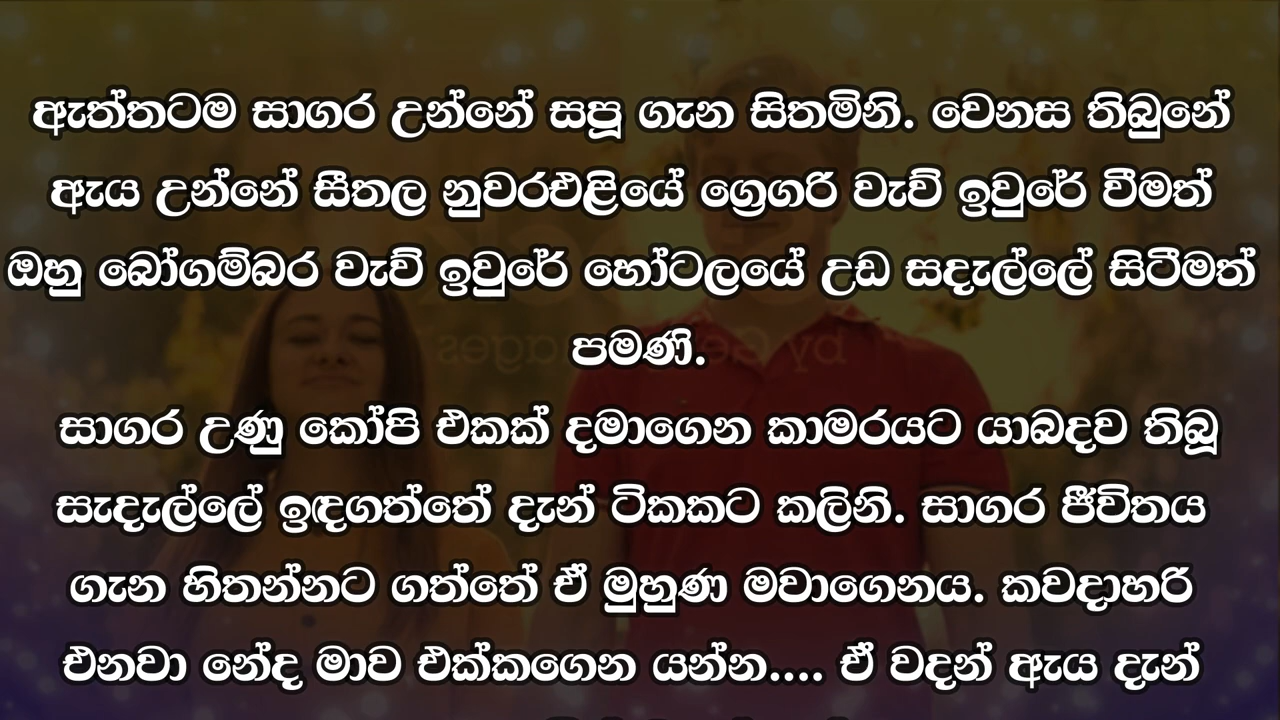 ඇත්තටම සාගර උන්නේ සපූ ගැන සිතමිනි. වෙනස තිබුනේ
ඇය උන්නේ සීතල නුවරඑළියේ ග්‍රෙගරි වැව් ඉවුරේ වීමත්
ඔහු බෝගම්බර වැව් ඉවුරේ හෝටලයේ උඩ සදැල්ලේ සිටීමත්
පමණි.
සාගර උණු කෝපි එකක් දමාගෙන කාමරයට යාබදව තිබූ
සැදැල්ලේ ඉඳගත්තේ දැන් ටිකකට කලිනි. සාගර ජීවිතය
ගැන හිතන්නට ගත්තේ ඒ මුහුණ මවාගෙනය. කවදාහරි
එනවා නේද මාව එක්කගෙන යන්න.... ඒ වදන් ඇය දැන්